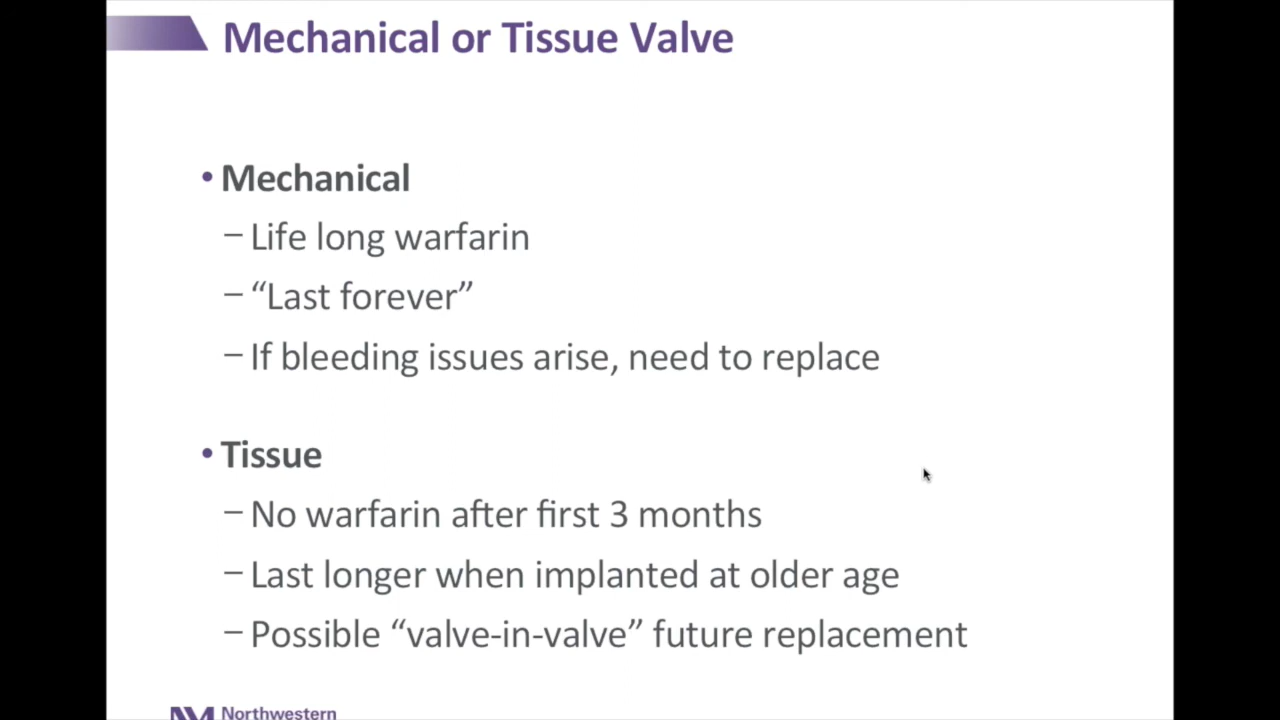 Mechanical or Tissue Valve
• Mechanical
– Life long warfarin
– “Last forever”
– If bleeding issues arise, need to replace
• Tissue
– No warfarin after first 3 months
– Last longer when implanted at older age
– Possible “valve-in-valve” future replacement
Northwestern